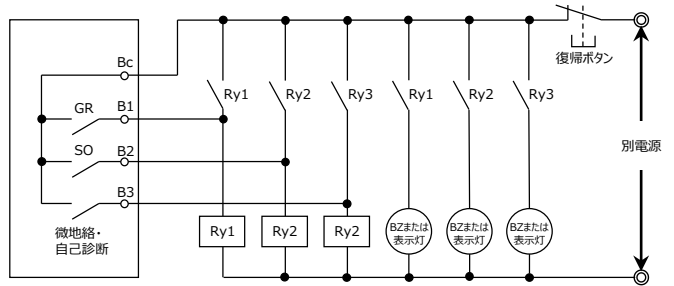 復帰ボタン
Bc
Ry1
Ry2
Ry3
Ry1
Ry2
Ry3
GR
B1
SO
B2
B3
別電源
微地絡・
自己診断
Ry1
Ry2
Ry2
BZまたは
表示灯
BZまたは
表示灯
BZまたは
表示灯